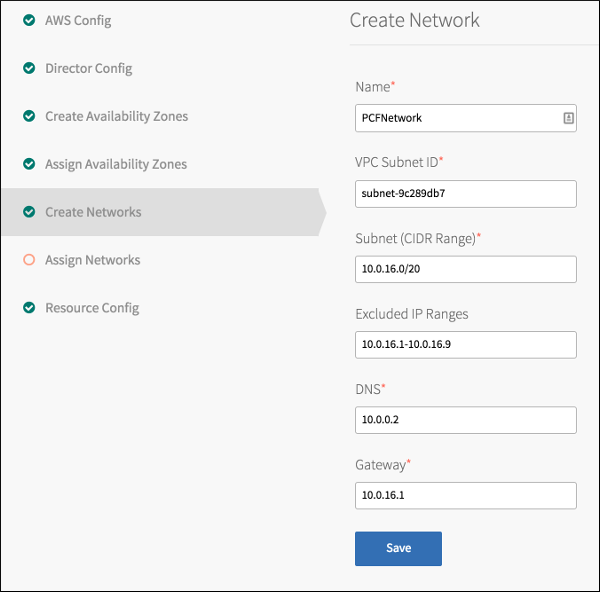 AWS Config
Director Config
Create Availability Zones
Assign Availability Zones
Create Networks
Assign Networks
Resource Config
Create Network
Name*
PCFNetwork
VPC Subnet ID*
subnet-9c289db7
Subnet (CIDR Range)*
10.0.16.0/20
Excluded IP Ranges
10.0.16.1-10.0.16.9
DNS*
10.0.0.2
Gateway*
10.0.16.1
Save